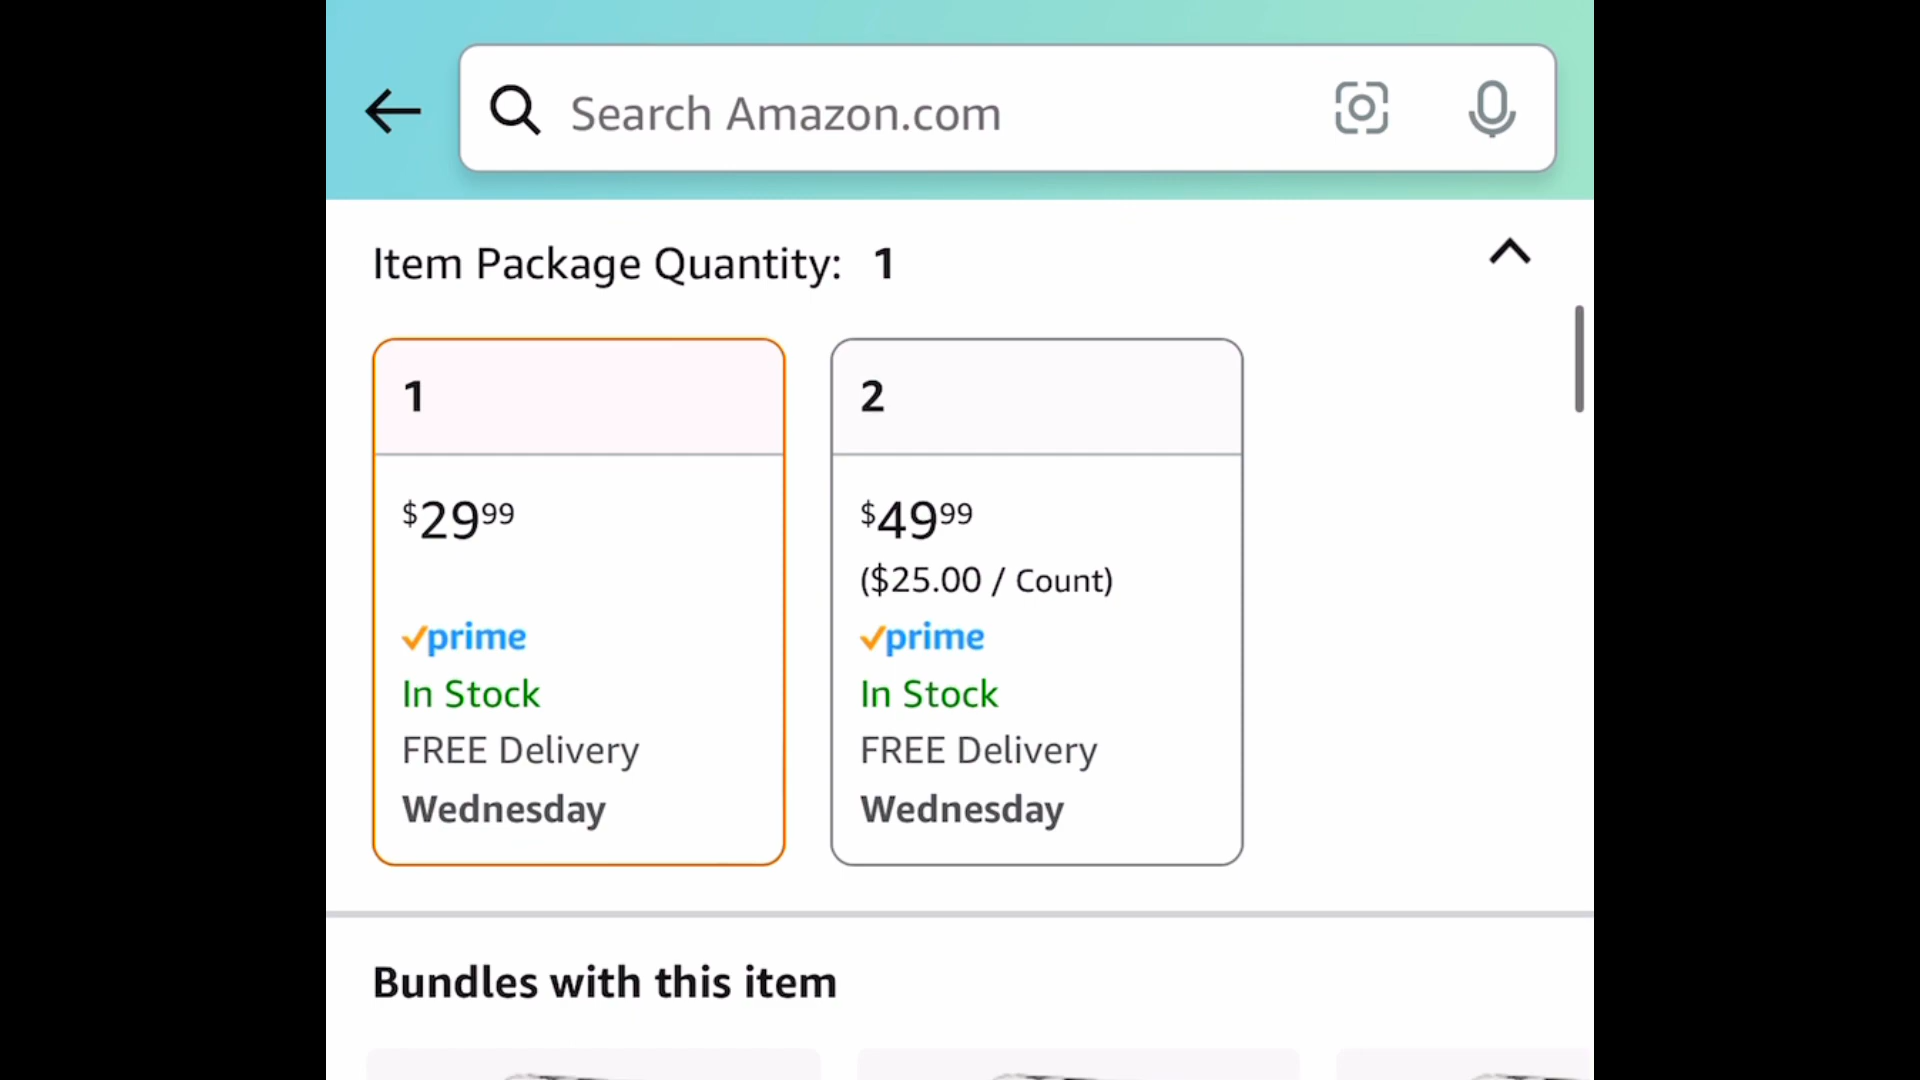 Search Amazon.com
Item Package Quantity: 1
1
$29.99
prime
In Stock
FREE Delivery
Wednesday
2
$49.99
($25.00 / Count)
prime
In Stock
FREE Delivery
Wednesday
Bundles with this item